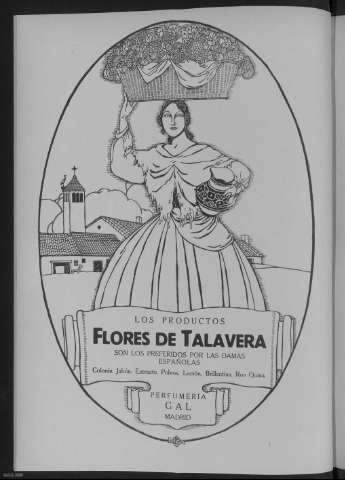 LOS PRODUCTOS
FLORES DE TALAVERA
SON LOS PREFERIDOS POR LAS DAMAS
ESPAÑOLAS
Colonia Jabón, Extracto, Polvos, Loción, Brillantina, Ron Quina
PERFUMERIA
GAL
MADRID